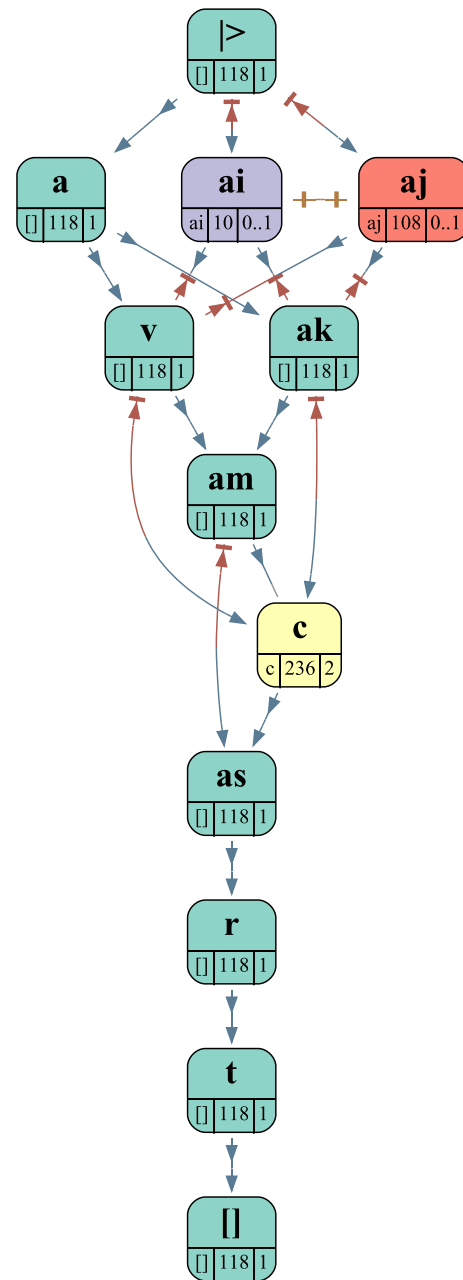 |>
[] 118 1
a ai aj
[] 118 1 ai 10 0..1 aj 108 0..1
v ak
[] 118 1 [] 118 1
am
[] 118 1
c
c 236 2
as
[] 118 1
r
[] 118 1
t
[] 118 1
[]
[] 118 1